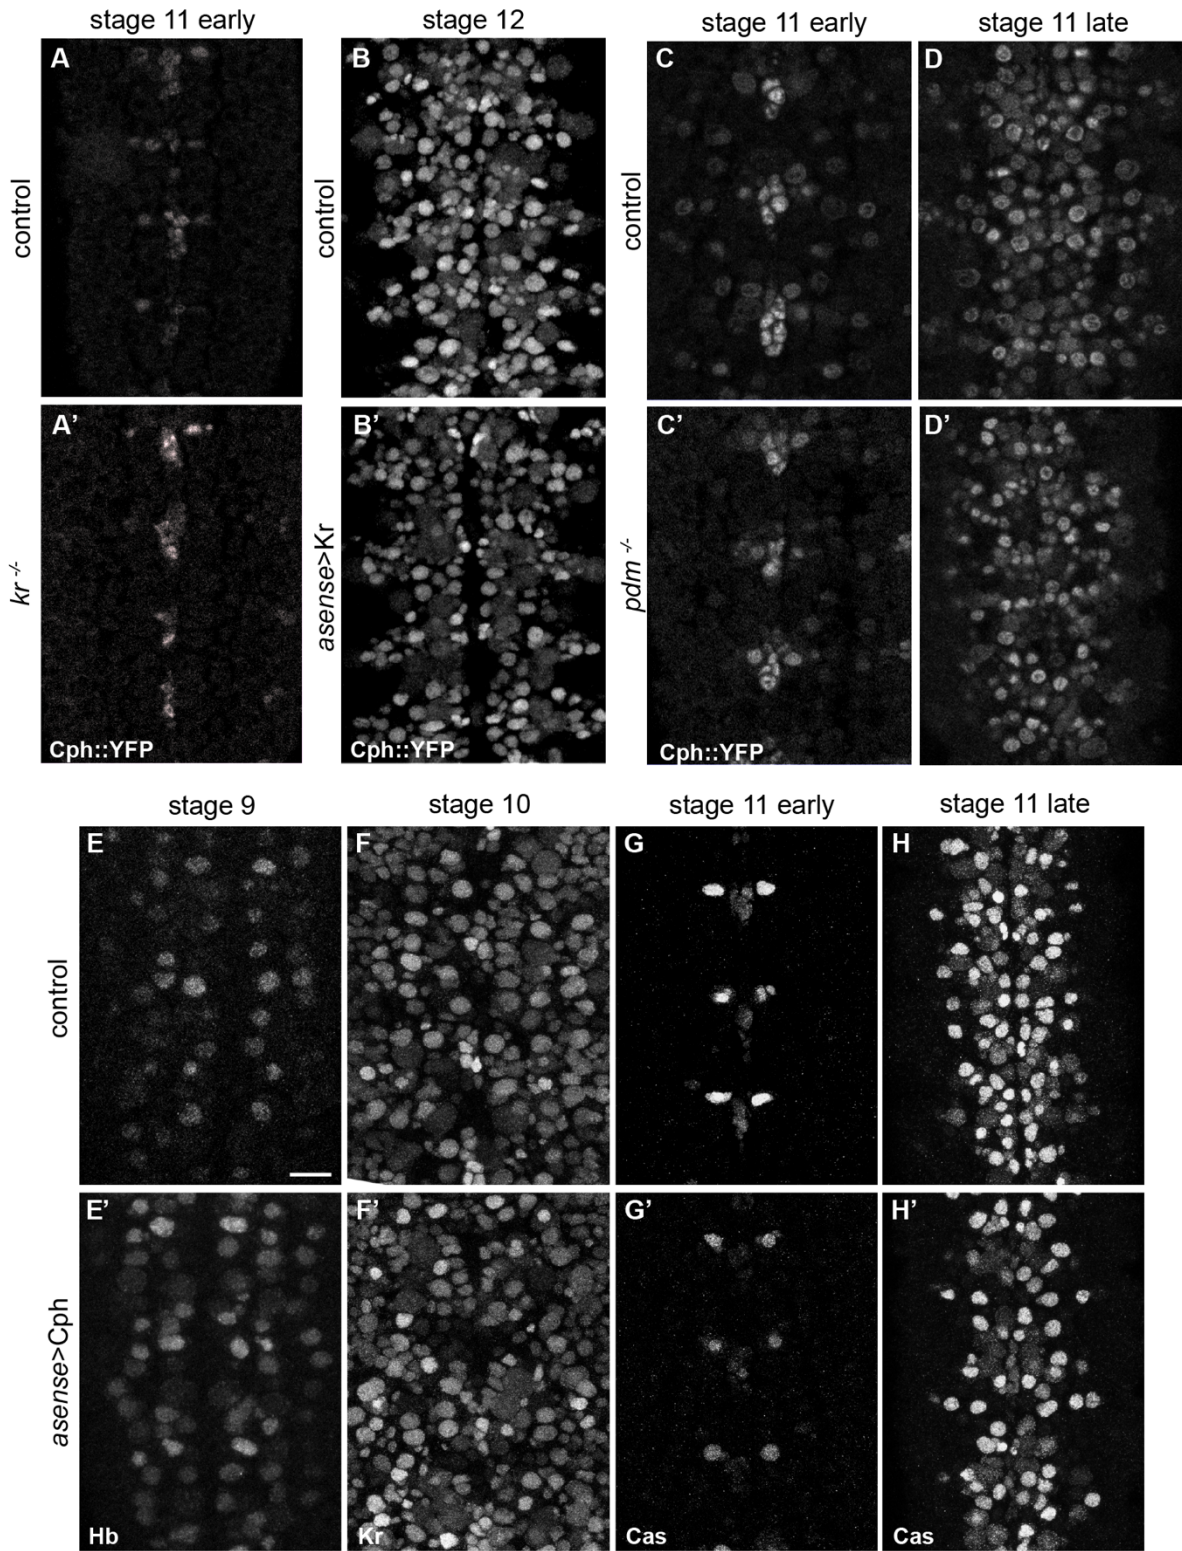 stage 11 early
stage 12
stage 11 early
stage 11 late
A
B
C
D
control
control
control
A'
B'
C'
D'
kr -/-
asense>Kr
pdm -/-
Cph::YFP
Cph::YFP
Cph::YFP
stage 9
stage 10
stage 11 early
stage 11 late
E
F
G
H
control
E'
F'
G'
H'
asense>Cph
Hb
Kr
Cas
Cas